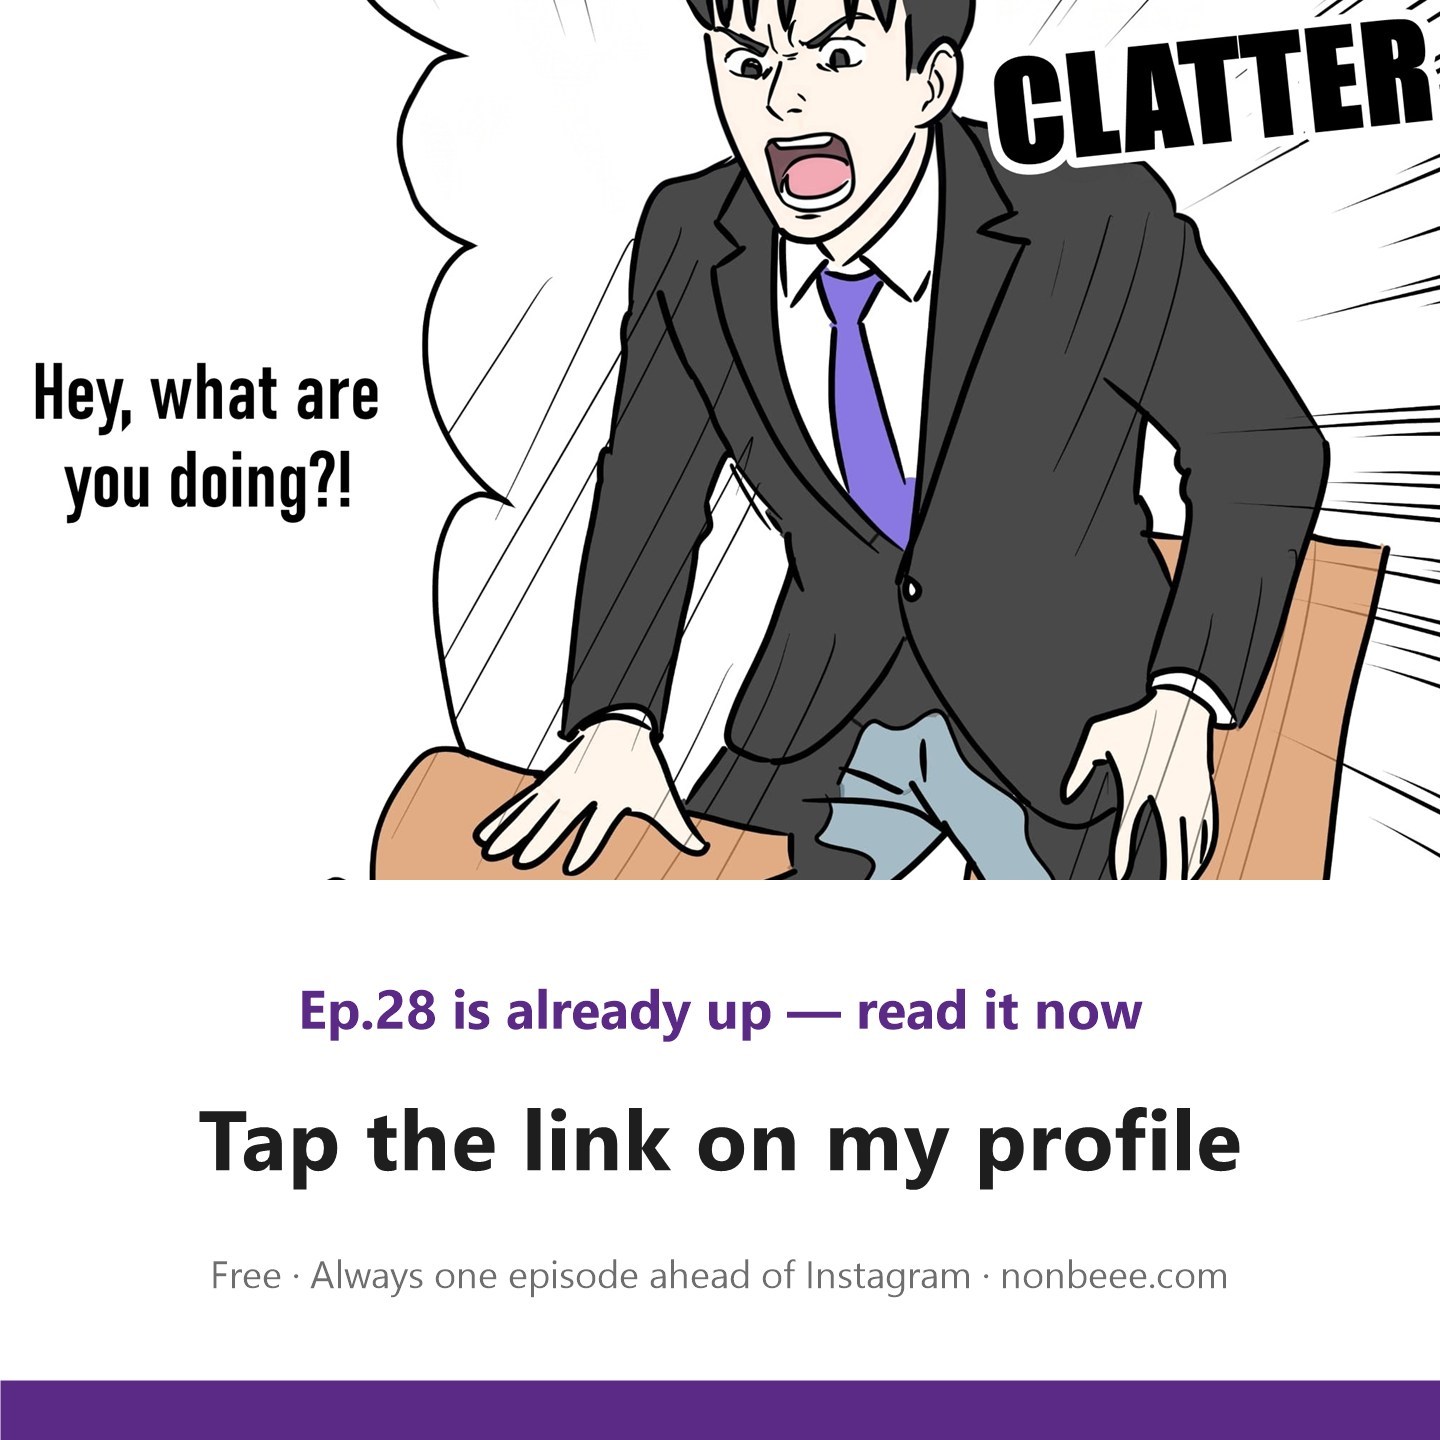 CLATTER
Hey, what are
you doing?!
Ep.28 is already up — read it now
Tap the link on my profile
Free · Always one episode ahead of Instagram · nonbeee.com